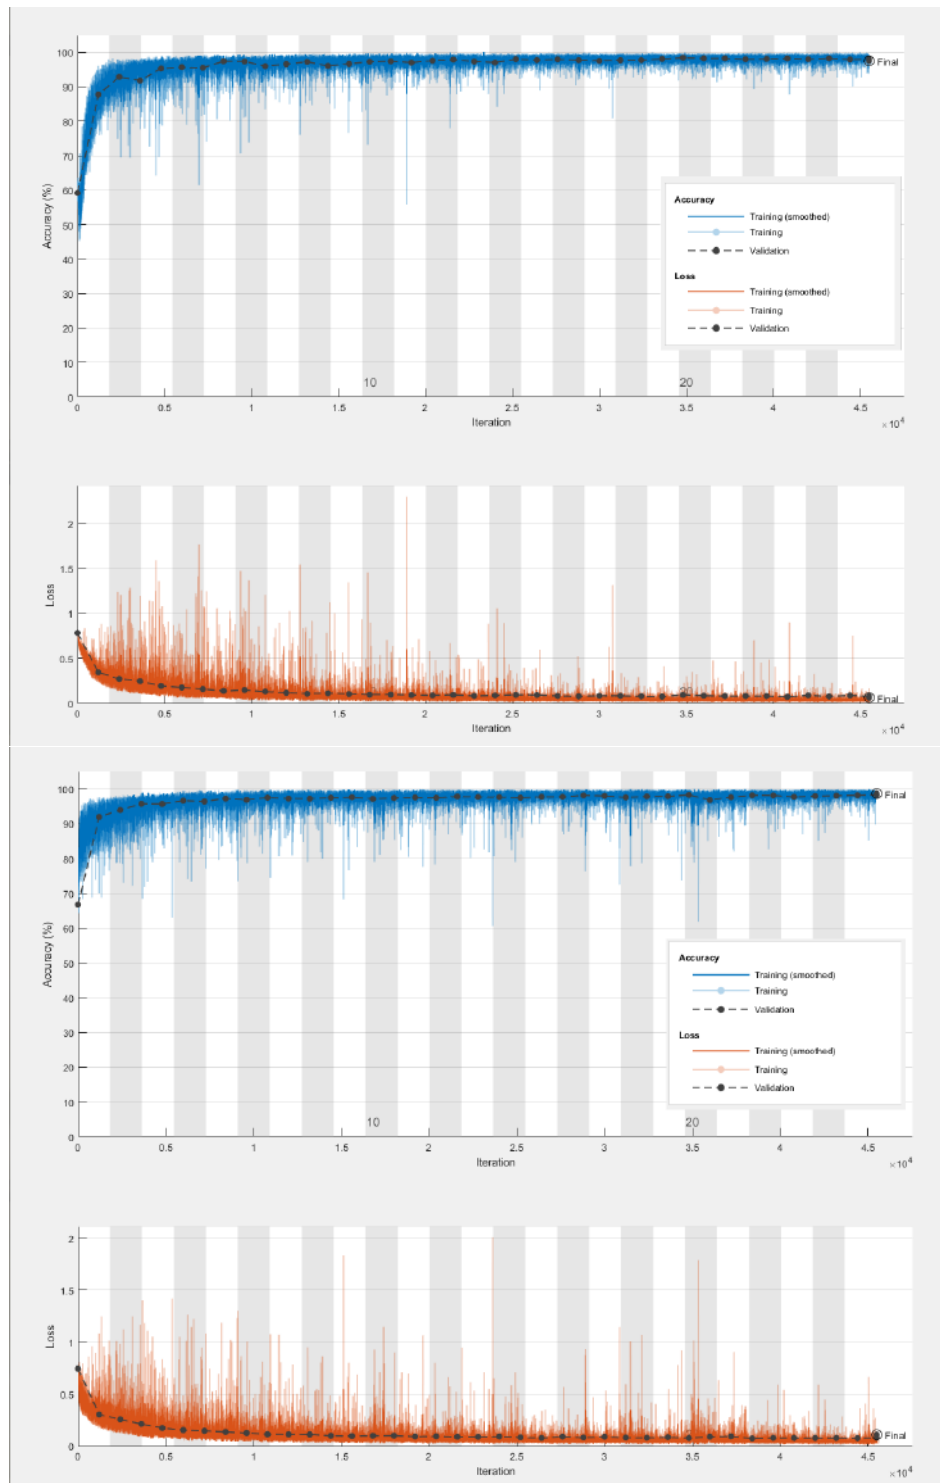 100
90
80
70
60
50
40
30
20
10
0
Accuracy (%)
Accuracy
Training (smoothed)
Training
Validation
Loss
Training (smoothed)
Training
Validation
10
20
Final
0
0.5
1
1.5
2
2.5
3
3.5
4
4.5
Iteration
×10⁴
2
1.5
1
0.5
0
Loss
20
Final
0
0.5
1
1.5
2
2.5
3
3.5
4
4.5
Iteration
×10⁴
100
90
80
70
60
50
40
30
20
10
0
Accuracy (%)
Final
Accuracy
Training (smoothed)
Training
Validation
Loss
Training (smoothed)
Training
Validation
10
20
0
0.5
1
1.5
2
2.5
3
3.5
4
4.5
Iteration
×10⁴
2
1.5
1
0.5
0
Loss
Final
0
0.5
1
1.5
2
2.5
3
3.5
4
4.5
Iteration
×10⁴